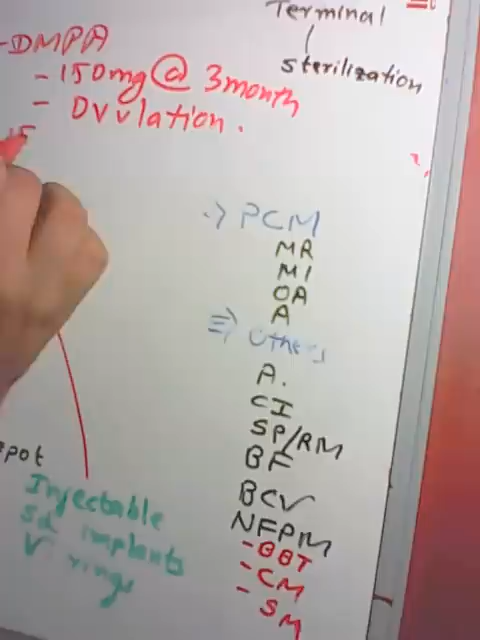 Terminal
sterilization
-DMPA
- 150mg @ 3month
- Ovulation.
PCM
MR
MI
OA
A
Others
A.
CI
SP/RM
BF
BCV
NFPM
- BBT
- CM
- SM
pot
Injectable
Sd implants
V rings